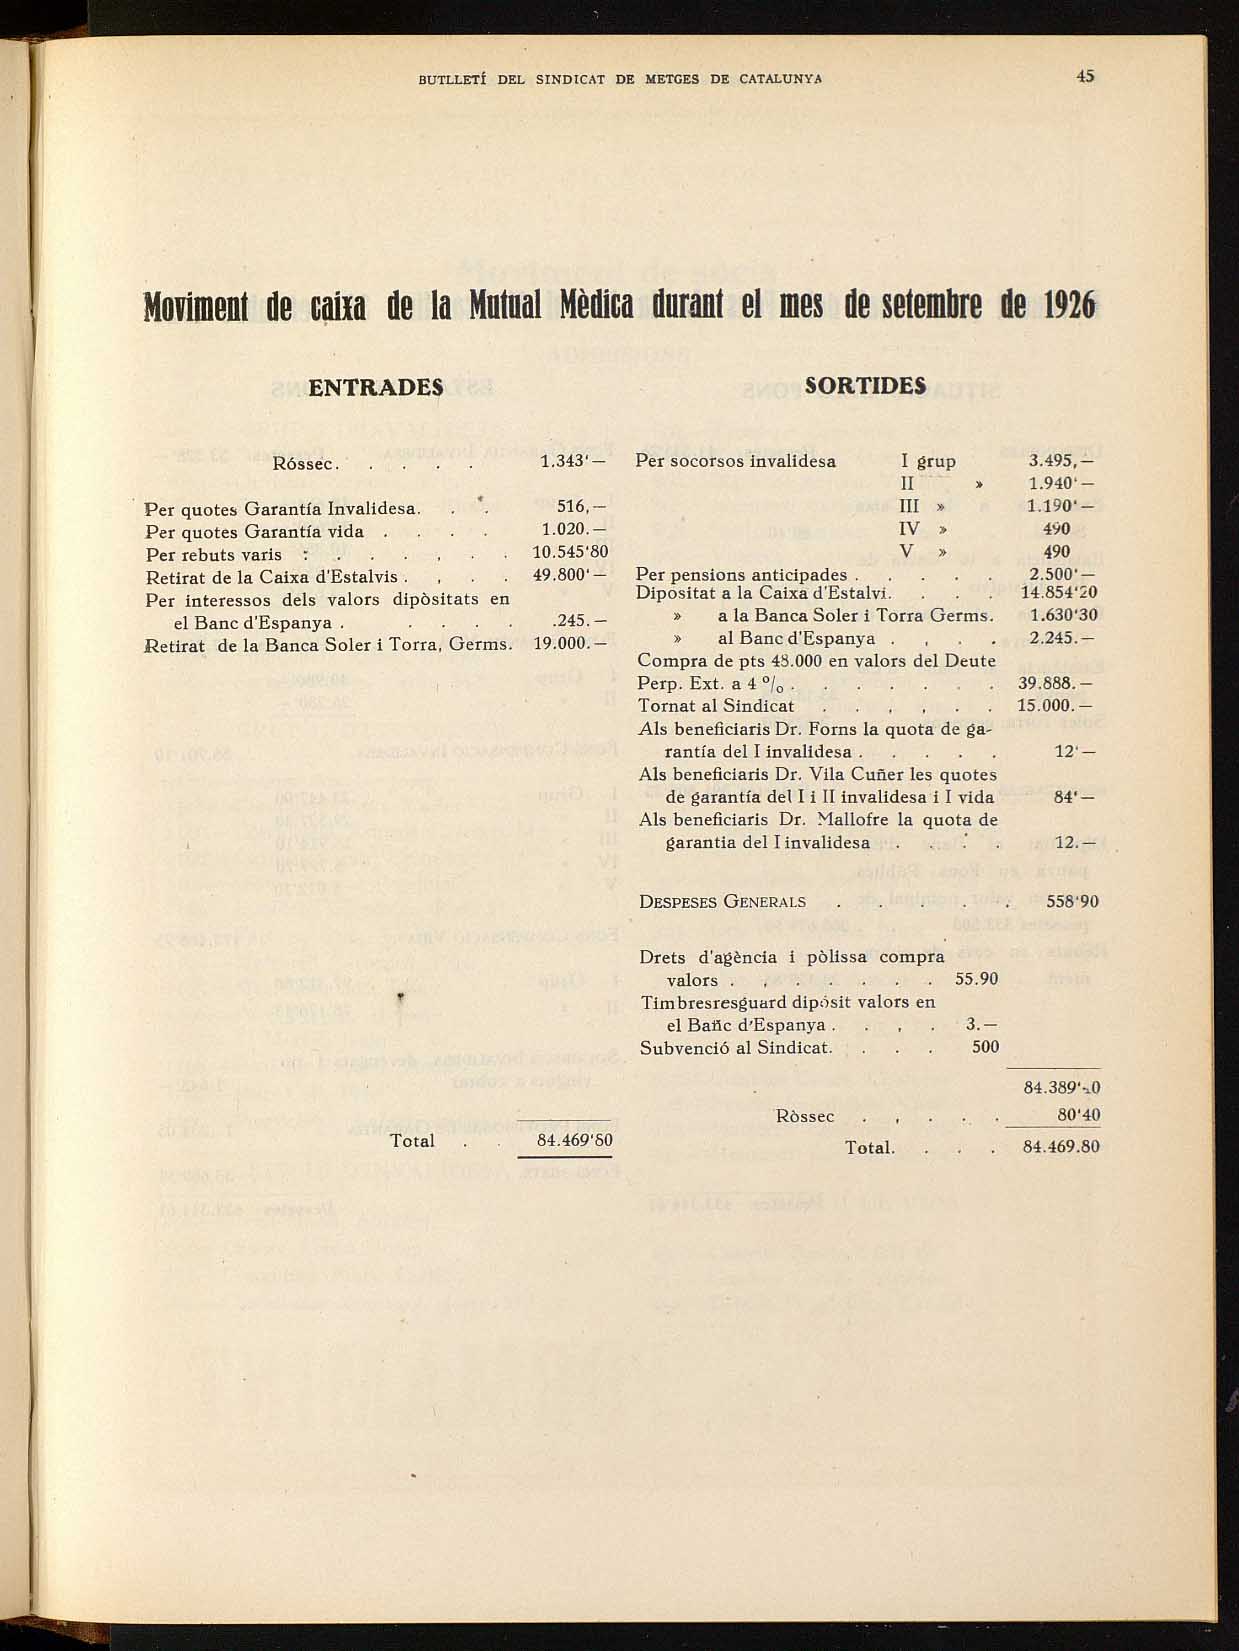 BUTLLETÍ DEL SINDICAT DE METGES DE CATALUNYA 45
Moviment de caixa de la Mutual Mèdica durant el mes de setembre de 1926
ENTRADES
Róssec. . . . . . 1.343‘—
Per quotes Garantía Invalidesa. . . 516,—
Per quotes Garantía vida . . . . 1.020.—
Per rebuts varis : . . . , . . 10.545‘80
Retirat de la Caixa d'Estalvis . , . . 49.800‘—
Per interessos dels valors dipòsitats en
el Banc d'Espanya . . . . . .245.—
Retirat de la Banca Soler i Torra, Germs. 19.000.—
Total . . 84.469‘80
SORTIDES
Per socorsos invalidesa I grup 3.495,—
II » 1.940‘—
III » 1.190‘—
IV » 490
V » 490
Per pensions anticipades . . . . . 2.500‘—
Dipositat a la Caixa d'Estalvi. . . . 14.854‘20
» a la Banca Soler i Torra Germs. 1.630‘30
» al Banc d'Espanya . , . . 2.245.—
Compra de pts 48.000 en valors del Deute
Perp. Ext. a 4 % . . . . . . 39.888.—
Tornat al Sindicat . . , . , . 15.000.—
Als beneficiaris Dr. Forns la quota de ga-
rantía del I invalidesa . . . . . 12‘—
Als beneficiaris Dr. Vila Cuñer les quotes
de garantía del I i II invalidesa i I vida 84‘—
Als beneficiaris Dr. Mallofre la quota de
garantia del I invalidesa . . . . 12.—
DESPESES GENERALS . . . . . 558‘90
Drets d'agència i pòlissa compra
valors . , . . . . . 55.90
Timbresresguard dipósit valors en
el Banc d'Espanya . . , . 3.—
Subvenció al Sindicat. . . . 500
84.389‘40
Ròssec . , . . . 80‘40
Total. . . . 84.469.80